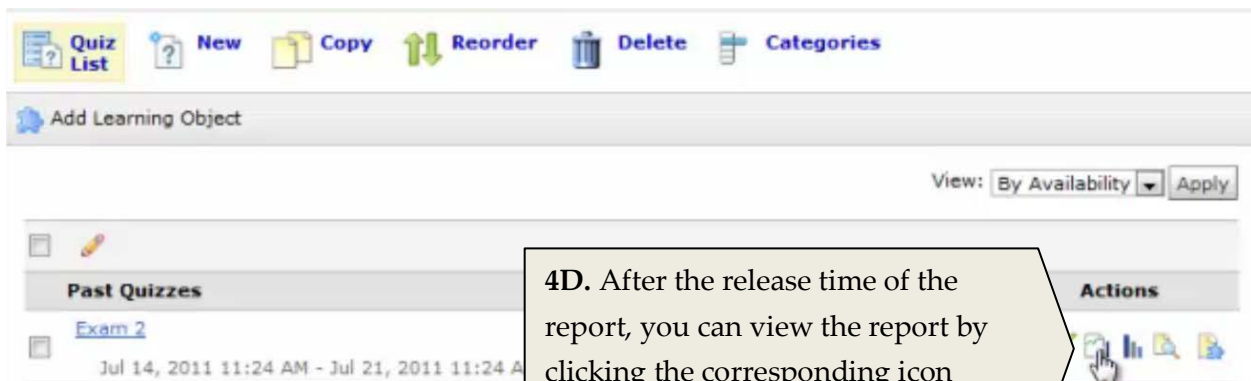 Quiz List
New
Copy
Reorder
Delete
Categories
Add Learning Object
View: By Availability Apply
Past Quizzes
Actions
Exam 2
Jul 14, 2011 11:24 AM - Jul 21, 2011 11:24 A
4D. After the release time of the
report, you can view the report by
clicking the corresponding icon